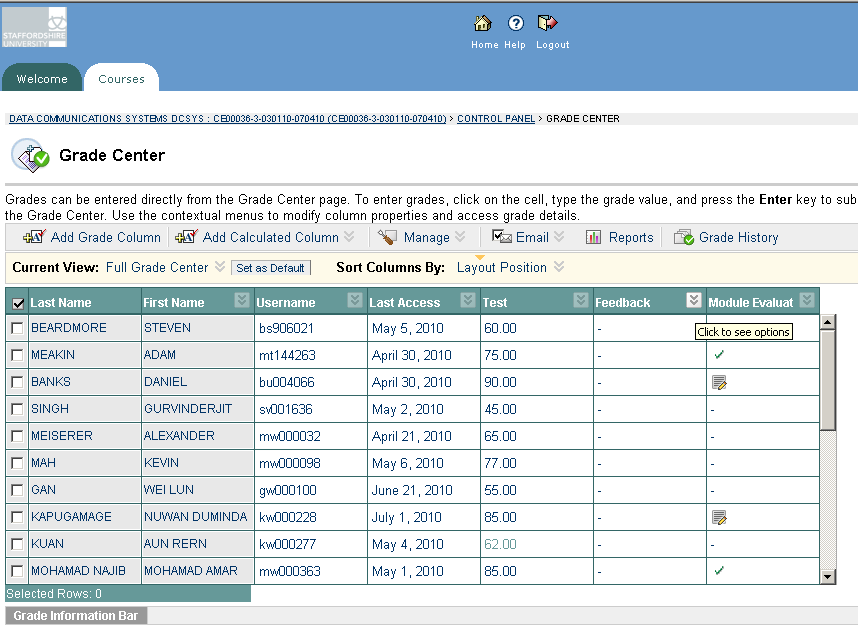 STAFFORDSHIRE
UNIVERSITY
Home Help Logout
Welcome Courses
DATA COMMUNICATIONS SYSTEMS DCSYS : CE00036-3-030110-070410 (CE00036-3-030110-070410) > CONTROL PANEL > GRADE CENTER
Grade Center
Grades can be entered directly from the Grade Center page. To enter grades, click on the cell, type the grade value, and press the Enter key to sub
the Grade Center. Use the contextual menus to modify column properties and access grade details.
Add Grade Column Add Calculated Column Manage Email Reports Grade History
Current View: Full Grade Center Set as Default Sort Columns By: Layout Position
Last Name First Name Username Last Access Test Feedback Module Evaluat
BEARDMORE STEVEN bs906021 May 5, 2010 60.00 -
Click to see options
MEAKIN ADAM mt144263 April 30, 2010 75.00 -
BANKS DANIEL bu004066 April 30, 2010 90.00 -
SINGH GURVINDERJIT sv001636 May 2, 2010 45.00 - -
MEISERER ALEXANDER mw000032 April 21, 2010 65.00 - -
MAH KEVIN mw000098 May 6, 2010 77.00 - -
GAN WEI LUN gw000100 June 21, 2010 55.00 - -
KAPUGAMAGE NUWAN DUMINDA kw000228 July 1, 2010 85.00 -
KUAN AUN RERN kw000277 May 4, 2010 62.00 - -
MOHAMAD NAJIB MOHAMAD AMAR mw000363 May 1, 2010 85.00 -
Selected Rows: 0
Grade Information Bar